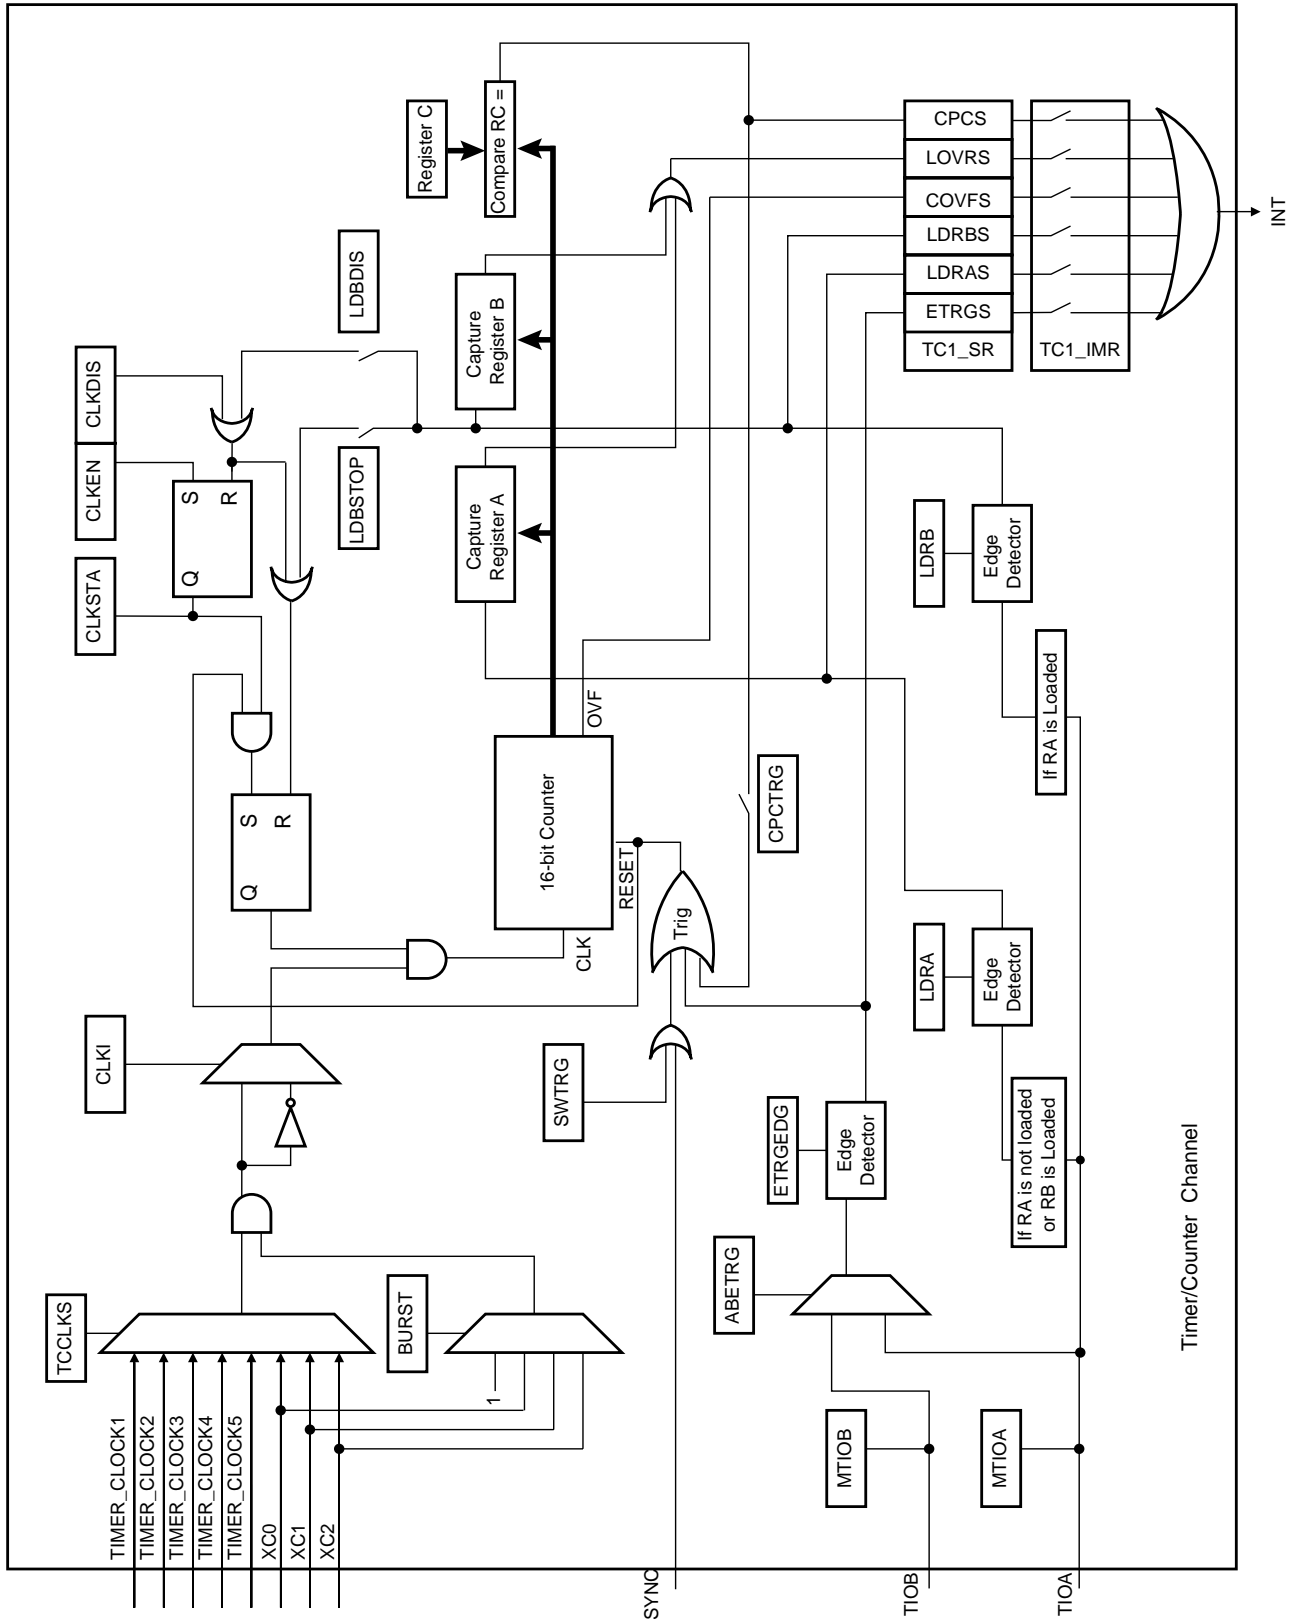 TIMER_CLOCK1
TIMER_CLOCK2
TIMER_CLOCK3
TIMER_CLOCK4
TIMER_CLOCK5
XC0
XC1
XC2
TCCLKS
CLKI
CLKSTA
CLKEN
CLKDIS
BURST
1
Q
S
R
Q
S
R
LDBSTOP
LDBDIS
Register C
Capture
Register A
Capture
Register B
Compare RC =
16-bit Counter
CLK
OVF
RESET
SWTRG
Trig
CPCTRG
SYNC
ABETRG
ETRGEDG
Edge
Detector
MTIOB
TIOB
MTIOA
TIOA
LDRA
Edge
Detector
If RA is not loaded
or RB is Loaded
LDRB
Edge
Detector
If RA is Loaded
CPCS
LOVRS
COVFS
LDRBS
LDRAS
ETRGS
TC1_SR
TC1_IMR
INT
Timer/Counter Channel